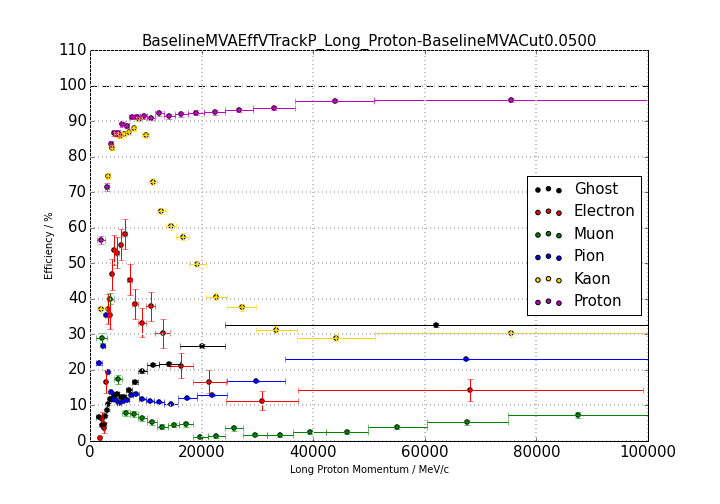 BaselineMVAEffVTrackP_Long_Proton-BaselineMVACut0.0500
110
100
90
80
70
60
50
40
30
20
10
0
Efficiency / %
Ghost
Electron
Muon
Pion
Kaon
Proton
0 20000 40000 60000 80000 100000
Long Proton Momentum / MeV/c